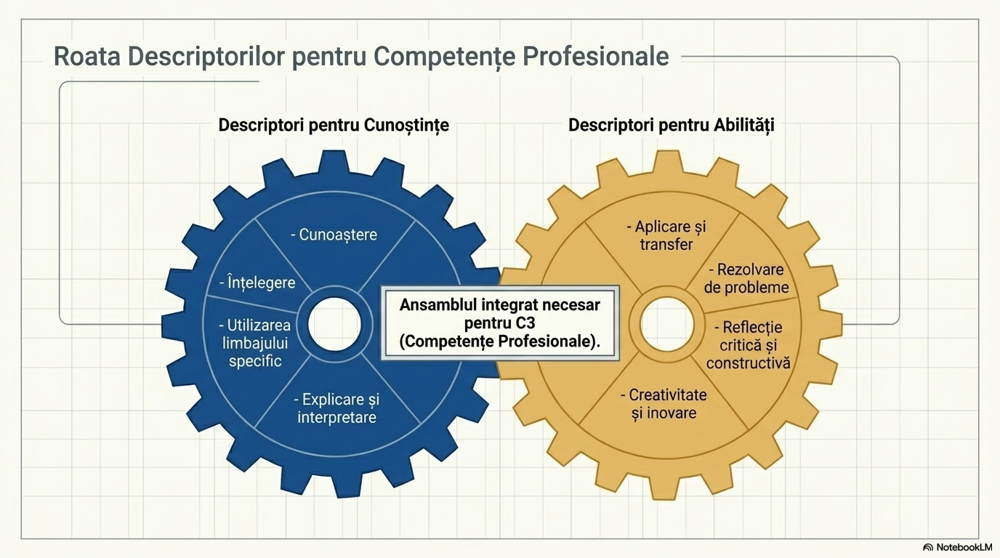 Roata Descriptorilor pentru Competențe Profesionale
Descriptori pentru Cunoștințe
- Cunoaștere
- Înțelegere
- Utilizarea
limbajului
specific
- Explicare și
interpretare
Ansamblul integrat necesar
pentru C3
(Competențe Profesionale).
Descriptori pentru Abilități
- Aplicare și
transfer
- Rezolvare
de probleme
- Reflecție
critică și
constructivă
- Creativitate
și inovare
NotebookLM